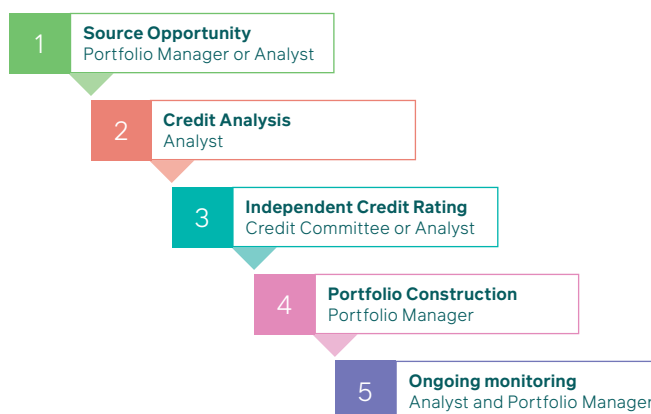 1
Source Opportunity
Portfolio Manager or Analyst
2
Credit Analysis
Analyst
3
Independent Credit Rating
Credit Committee or Analyst
4
Portfolio Construction
Portfolio Manager
5
Ongoing monitoring
Analyst and Portfolio Manager